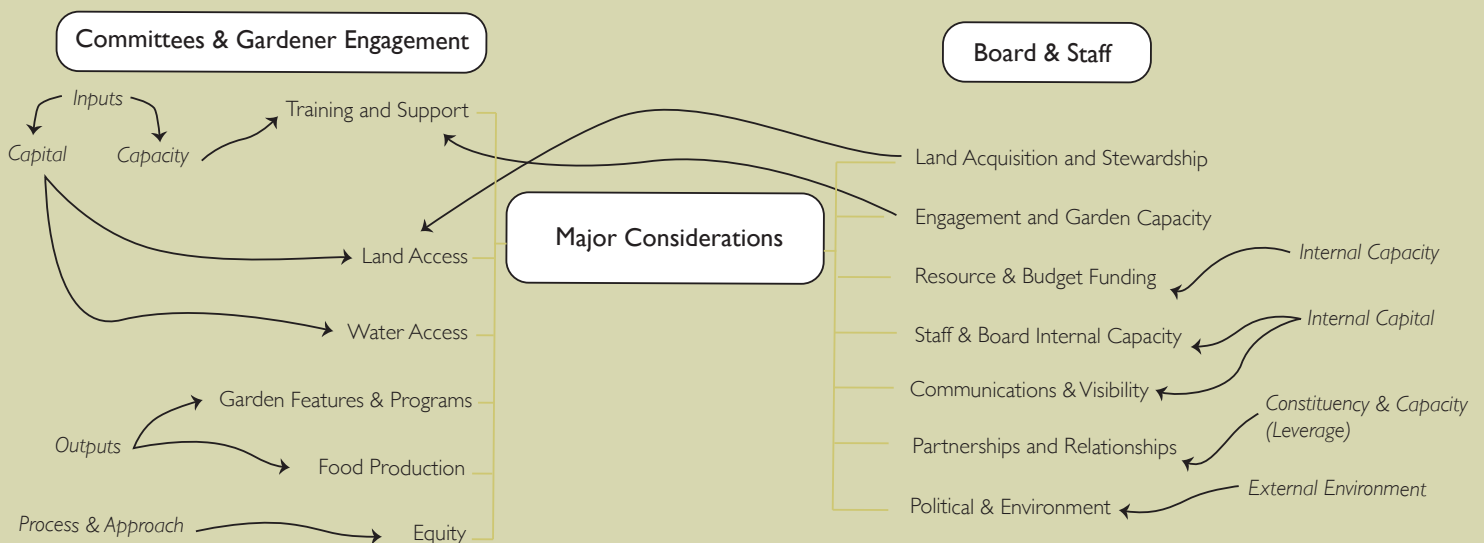 Committees & Gardener Engagement
Inputs
Capital
Capacity
Training and Support
Land Access
Water Access
Garden Features & Programs
Outputs
Food Production
Process & Approach
Equity
Major Considerations
Board & Staff
Land Acquisition and Stewardship
Engagement and Garden Capacity
Resource & Budget Funding
Internal Capacity
Staff & Board Internal Capacity
Internal Capital
Communications & Visibility
Partnerships and Relationships
Constituency & Capacity
(Leverage)
Political & Environment
External Environment